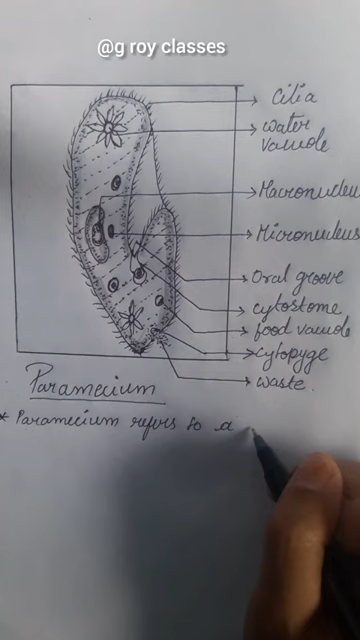 @g roy classes
Cilia
water
vacuole
Macronucleus
Micronucleus
Oral groove
cytostome
food vacuole
cytopyge
waste.
Paramecium
* Paramecium refers to a